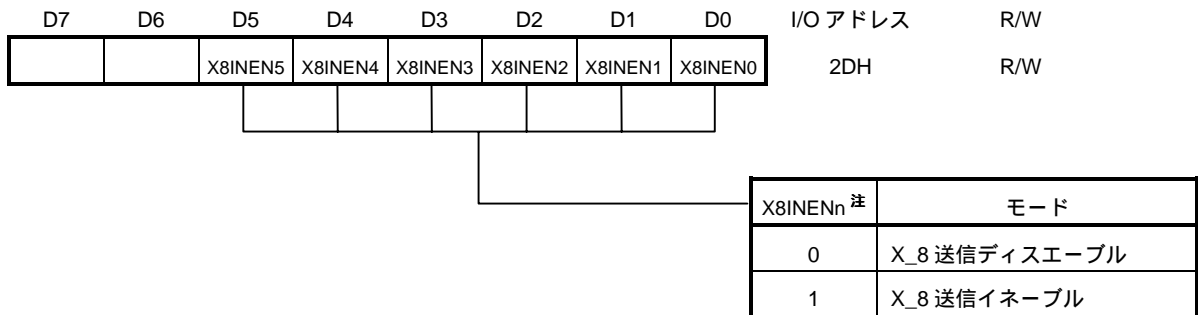 D7 D6 D5 D4 D3 D2 D1 D0 I/O アドレス R/W
X8INEN5 X8INEN4 X8INEN3 X8INEN2 X8INEN1 X8INEN0 2DH R/W
X8INENn 注 モード
0 X_8 送信ディスエーブル
1 X_8 送信イネーブル